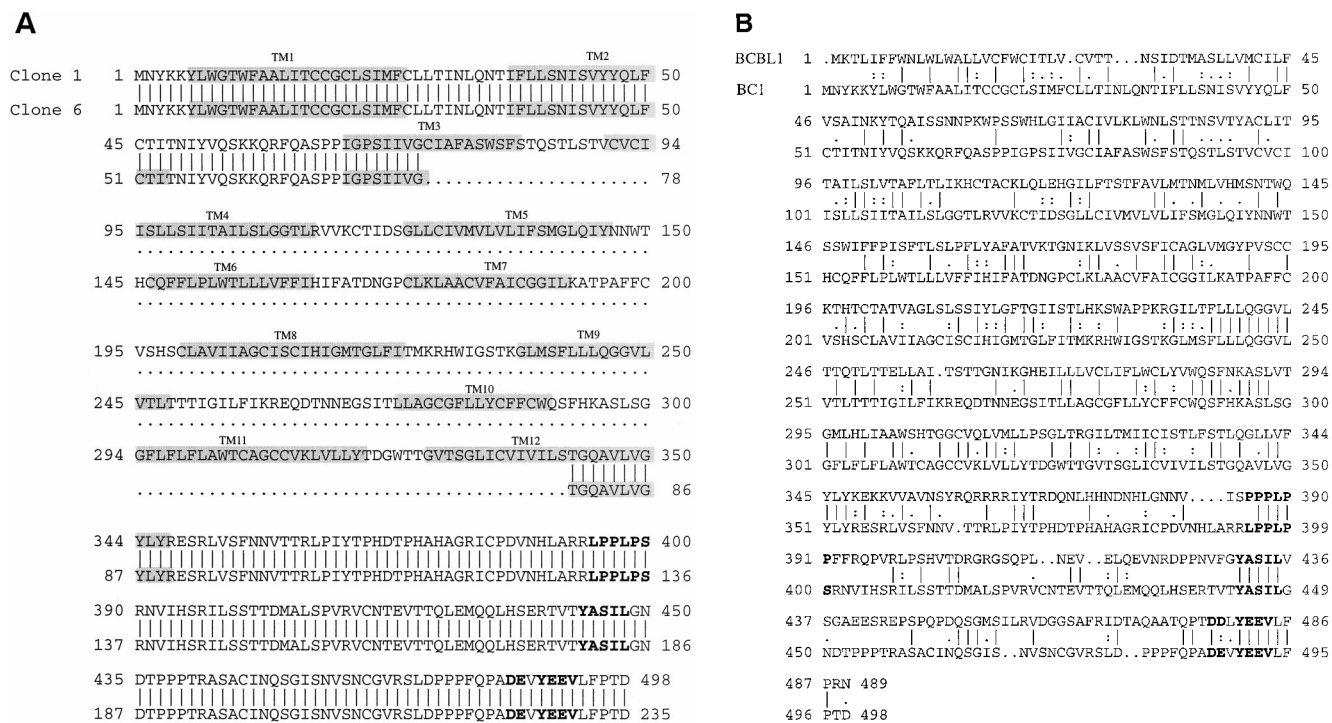 A
TM1 TM2
Clone 1 1 MNYKKYLWGTWFAALITCCGCLSIMFCLLTINLQNTIFLLSNISVYYQLF 50
Clone 6 1 MNYKKYLWGTWFAALITCCGCLSIMFCLLTINLQNTIFLLSNISVYYQLF 50
TM3
45 CTITNIYVQSKKQRFQASPPIGPSIIVGCIAFASWSFSTQSTLSTVCVCI 94
51 CTITNIYVQSKKQRFQASPPIGPSIIVG...................... 78
TM4 TM5
95 ISLLSIITAILSLGGTLRVVKCTIDSGLLCIVMVLVLIFSMGLQIYNNWT 150
TM6 TM7
145 HCQFFLPLWTLLLVFFIHIFATDNGPCLKLAACVFAICGGILKATPAFFC 200
TM8 TM9
195 VSHSCLAVIIAGCISCIHIGMTGLFITMKRHWIGSTKGLMSFLLLQGGVL 250
TM10
245 VTLTTTIGILFIKREQDTNNEGSITLLAGCGFLLYCFFCWQSFHKASLSG 300
TM11 TM12
294 GFLFLFLAWTCAGCCVKLVLLYTDGWTTGVTSGLICVIVILSTGQAVLVG 350
..........................................TGQAVLVG 86
344 YLYRESRLVSFNNVTTRLPIYTPHDTPHAHAGRICPDVNHLARRLPPLPS 400
87 YLYRESRLVSFNNVTTRLPIYTPHDTPHAHAGRICPDVNHLARRLPPLPS 136
390 RNVIHSRILSSTTDMALSPVRVCNTEVTTQLEMQQLHSERTVTYASILGN 450
137 RNVIHSRILSSTTDMALSPVRVCNTEVTTQLEMQQLHSERTVTYASILGN 186
435 DTPPPTRASACINQSGISNVSNCGVRSLDPPPFQPADEVYEEVLFPTD 498
187 DTPPPTRASACINQSGISNVSNCGVRSLDPPPFQPADEVYEEVLFPTD 235
B
BCBL1 1 .MKTLIFFWNLWLWALLVCFWCITLV.CVTT...NSIDTMASLLVMCILF 45
BC1 1 MNYKKYLWGTWFAALITCCGCLSIMFCLLTINLQNTIFLLSNISVYYQLF 50
46 VSAINKYTQAISSNNPKWPSSWHLGIIACIVLKLWNLSTTNSVTYACLIT 95
51 CTITNIYVQSKKQRFQASPPIGPSIIVGCIAFASWSFSTQSTLSTVCVCI 100
96 TAILSLVTAFLTLIKHCTACKLQLEHGILFTSTFAVLMTNMLVHMSNTWQ 145
101 ISLLSIITAILSLGGTLRVVKCTIDSGLLCIVMVLVLIFSMGLQIYNNWT 150
146 SSWIFFPISFTLSLPFLYAFATVKTGNIKLVSSVSFICAGLVMGYPVSCC 195
151 HCQFFLPLWTLLLVFFIHIFATDNGPCLKLAACVFAICGGILKATPAFFC 200
196 KTHTCTATVAGLSLSSIYLGFTGIISTLHKSWAPPKRGILTFLLLQGGVL 245
201 VSHSCLAVIIAGCISCIHIGMTGLFITMKRHWIGSTKGLMSFLLLQGGVL 250
246 TTQTLTTELLAI.TSTTGNIKGHEILLLVCLIFLWCLYVWQSFNKASLVT 294
251 VTLTTTIGILFIKREQDTNNEGSITLLAGCGFLLYCFFCWQSFHKASLSG 300
295 GMLHLIAAWSHTGGCVQLVMLLPSGLTRGILTMIICISTLFSTLQGLLVF 344
301 GFLFLFLAWTCAGCCVKLVLLYTDGWTTGVTSGLICVIVILSTGQAVLVG 350
345 YLYKEKKVVAVNSYRQRRRRIYTRDQNLHHNDNHLGNNV....ISPPPLP 390
351 YLYRESRLVSFNNV.TTRLPIYTPHDTPHAHAGRICPDVNHLARRLPPLP 399
391 PFFRQPVRLPSHVTDRGRGSQPL..NEV..ELQEVNRDPPNVFGYASILV 436
400 SRNVIHSRILSSTTDMALSPVRVCNTEVTTQLEMQQLHSERTVTYASILG 449
437 SGAEESREPSPQPDQSGMSILRVDGGSAFRIDTAQAATQPTDDLYEEVLF 486
450 NDTPPPTRASACINQSGIS..NVSNCGVRSLD..PPPFQPADEVYEEVLF 495
487 PRN 489
496 PTD 498